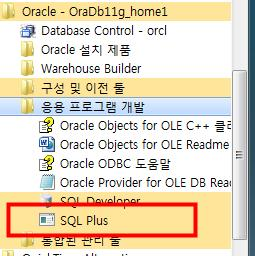 Oracle - OraDb11g_home1
Database Control - orcl
Oracle 설치 제품
Warehouse Builder
구성 및 이전 툴
응용 프로그램 개발
Oracle Objects for OLE C++ 클
Oracle Objects for OLE Readme
Oracle ODBC 도움말
Oracle Provider for OLE DB Rea
SQL Developer
SQL Plus
통합된 관리 툴